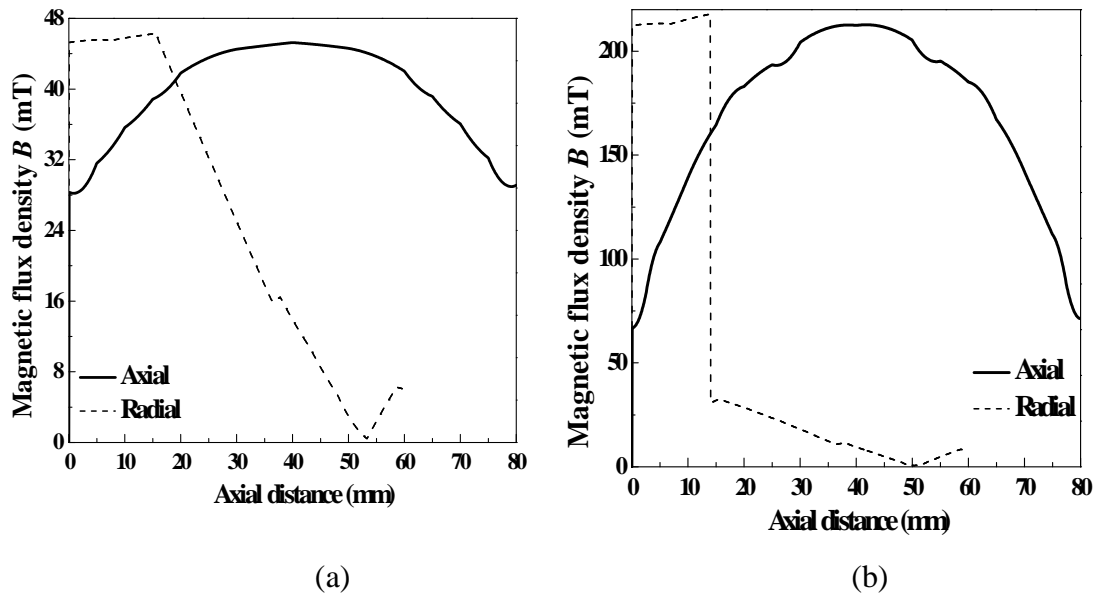 48
40
32
24
16
8
0
Magnetic flux density B (mT)
Axial
Radial
0 10 20 30 40 50 60 70 80
Axial distance (mm)
(a)
200
150
100
50
0
Magnetic flux density B (mT)
Axial
Radial
0 10 20 30 40 50 60 70 80
Axial distance (mm)
(b)